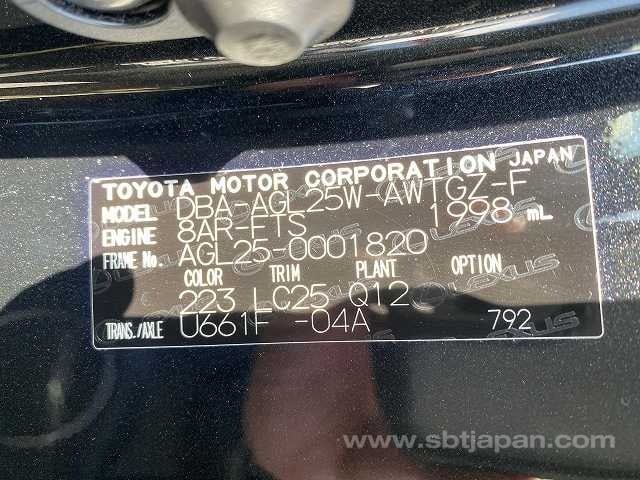 TOYOTA MOTOR CORPORATION JAPAN
MODEL DBA-AGL25W-AWTGZ-F
ENGINE 8AR-FTS 1998 mL
FRAME No. AGL25-0001820
COLOR TRIM PLANT OPTION
223 LC25 Q12
TRANS./AXLE U661F -04A 792
LEXUS
www.sbtjapan.com